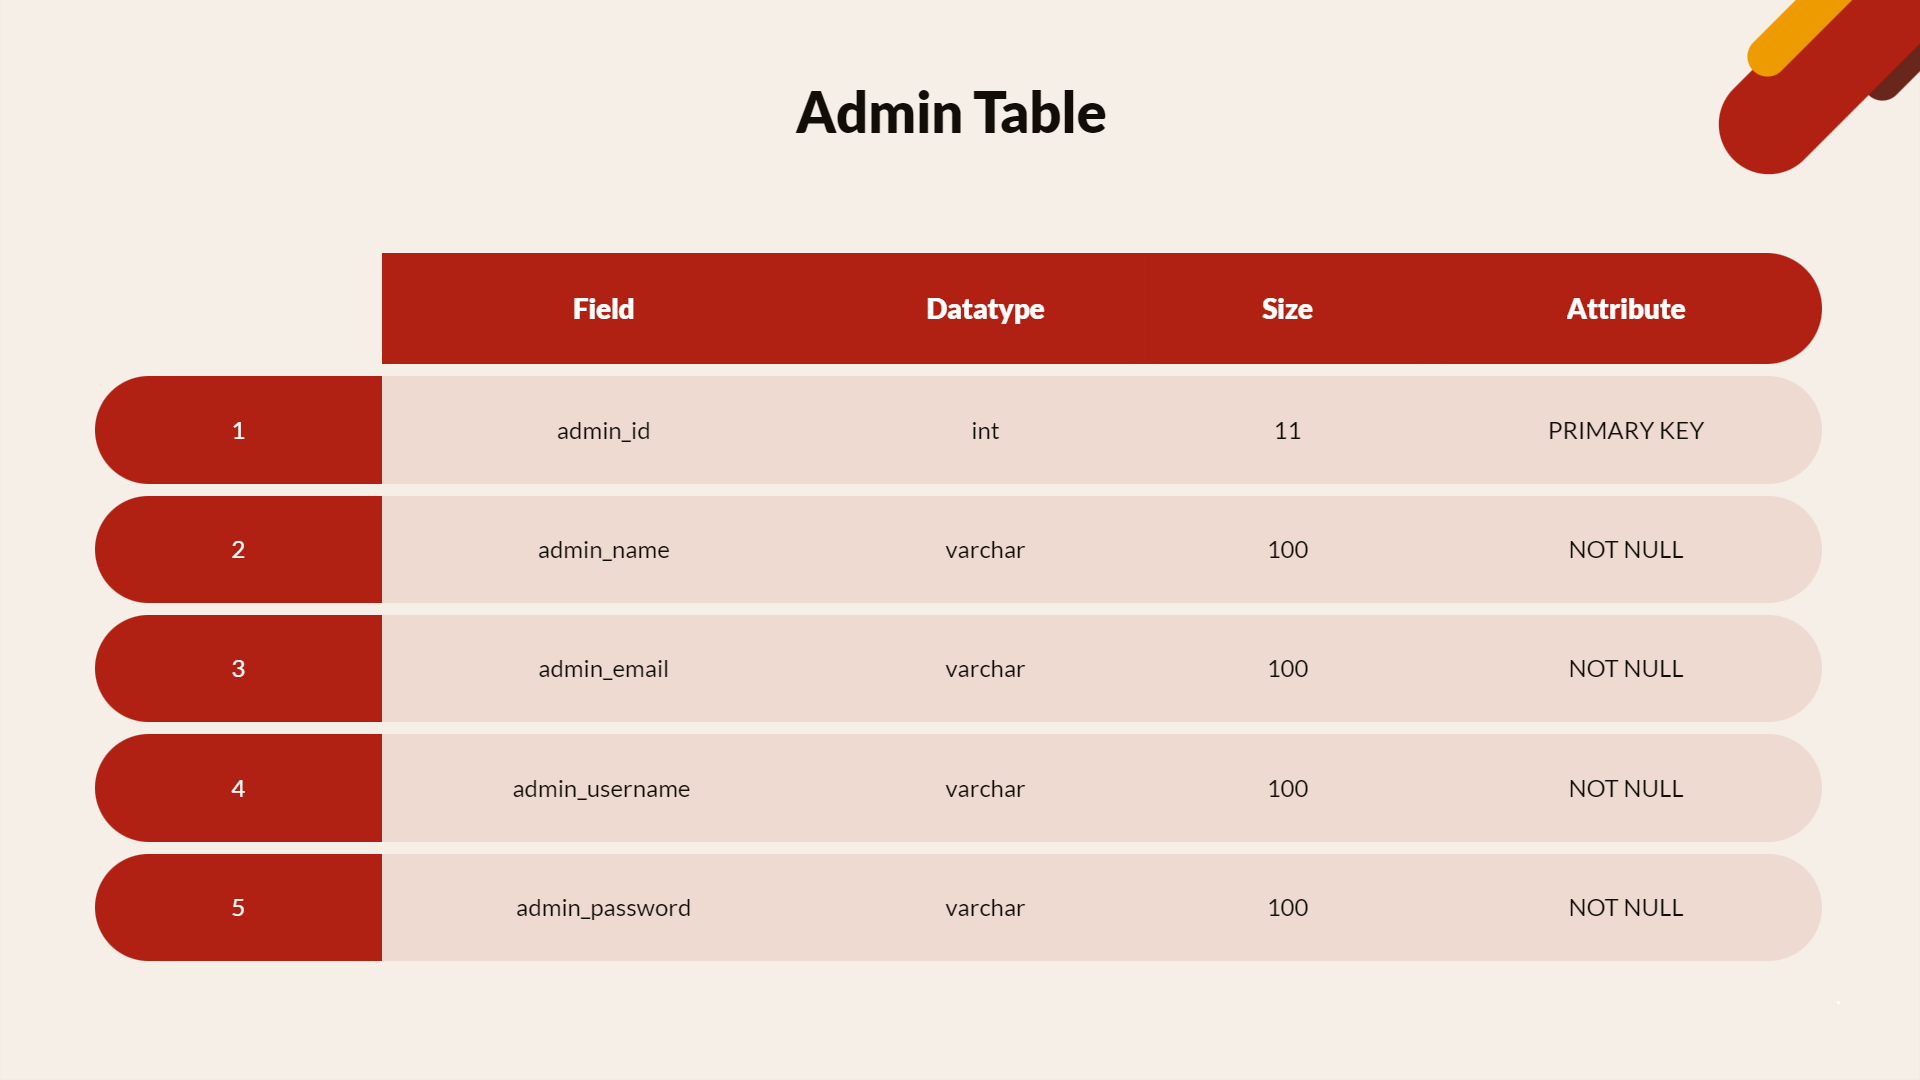 Admin Table
Field Datatype Size Attribute
1 admin_id int 11 PRIMARY KEY
2 admin_name varchar 100 NOT NULL
3 admin_email varchar 100 NOT NULL
4 admin_username varchar 100 NOT NULL
5 admin_password varchar 100 NOT NULL